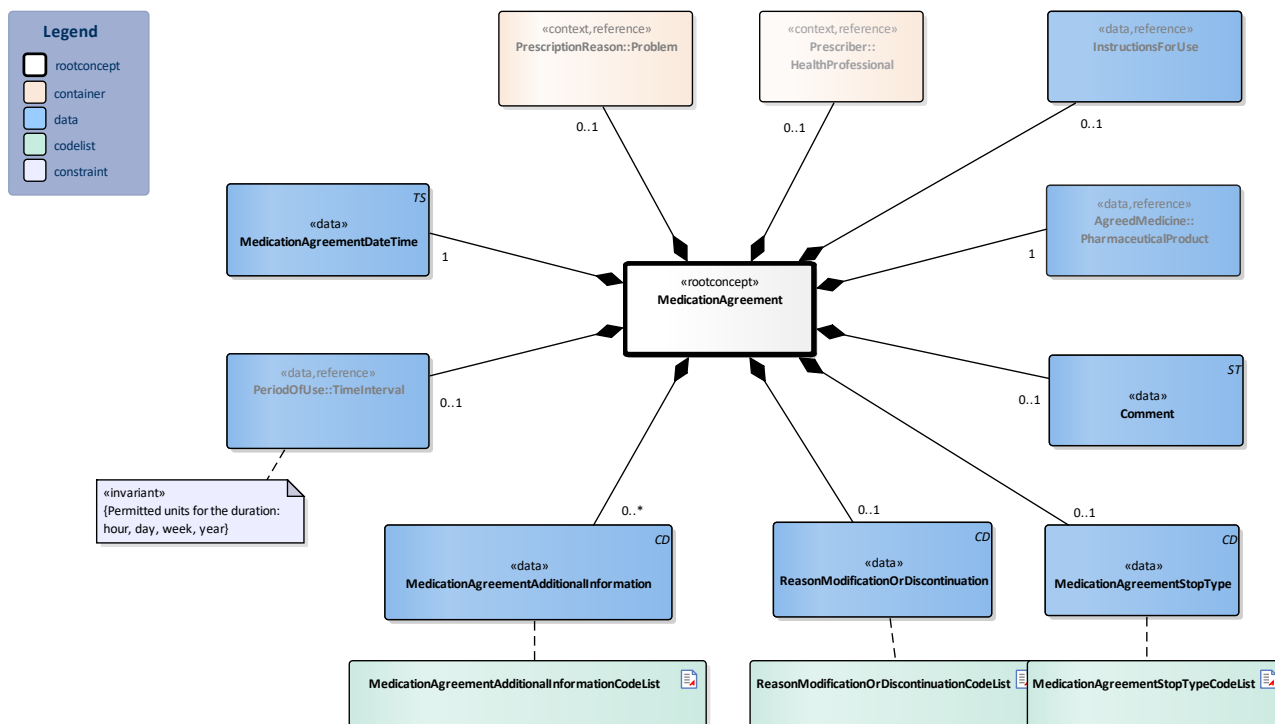 Legend
rootconcept
container
data
codelist
constraint
«context,reference»
PrescriptionReason::Problem
0..1
«context,reference»
Prescriber::
HealthProfessional
0..1
«data,reference»
InstructionsForUse
0..1
TS
«data»
MedicationAgreementDateTime
1
«data,reference»
AgreedMedicine::
PharmaceuticalProduct
1
«rootconcept»
MedicationAgreement
«data,reference»
PeriodOfUse::TimeInterval
0..1
ST
«data»
Comment
0..1
«invariant»
{Permitted units for the duration:
hour, day, week, year}
0..*
0..1
0..1
CD
«data»
MedicationAgreementAdditionalInformation
CD
«data»
ReasonModificationOrDiscontinuation
CD
«data»
MedicationAgreementStopType
MedicationAgreementAdditionalInformationCodeList
ReasonModificationOrDiscontinuationCodeList
MedicationAgreementStopTypeCodeList